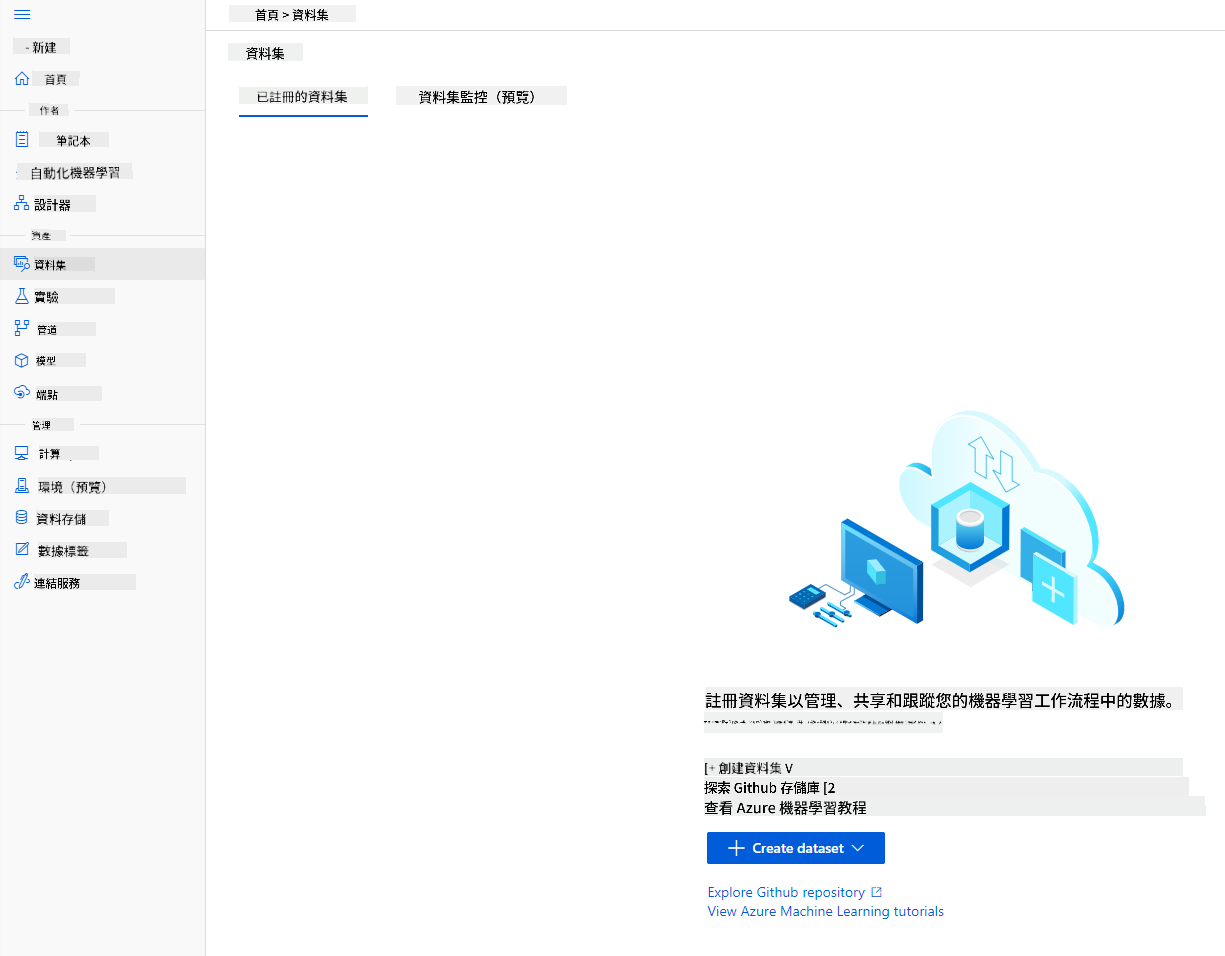 首頁 > 資料集
- 新建
首頁
作者
筆記本
自動化機器學習
設計器
資產
資料集
實驗
管道
模型
端點
管理
計算
環境（預覽）
資料存儲
數據標籤
連結服務
資料集
已註冊的資料集
資料集監控（預覽）
註冊資料集以管理、共享和跟蹤您的機器學習工作流程中的數據。
[+ 創建資料集 V
探索 Github 存儲庫 [2
查看 Azure 機器學習教程
Create dataset
Explore Github repository
View Azure Machine Learning tutorials